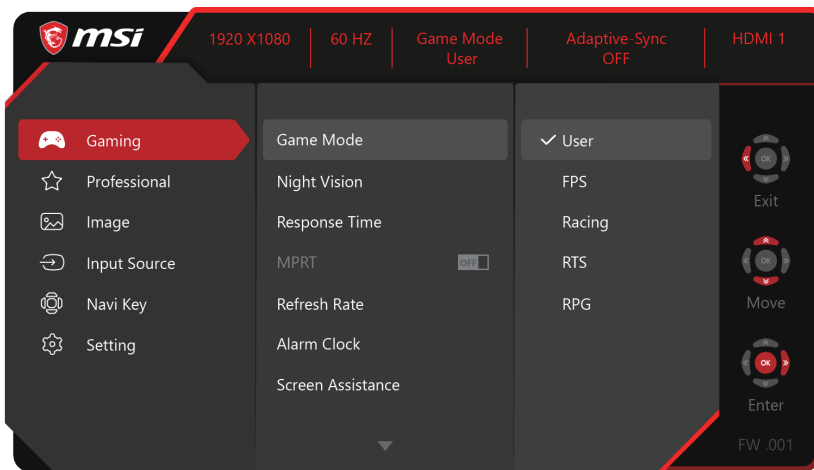 msi
1920 X1080
60 HZ
Game Mode
User
Adaptive-Sync
OFF
HDMI 1
Gaming
Professional
Image
Input Source
Navi Key
Setting
Game Mode
Night Vision
Response Time
MPRT
OFF
Refresh Rate
Alarm Clock
Screen Assistance
User
FPS
Racing
RTS
RPG
OK
Exit
OK
Move
OK
Enter
FW .001